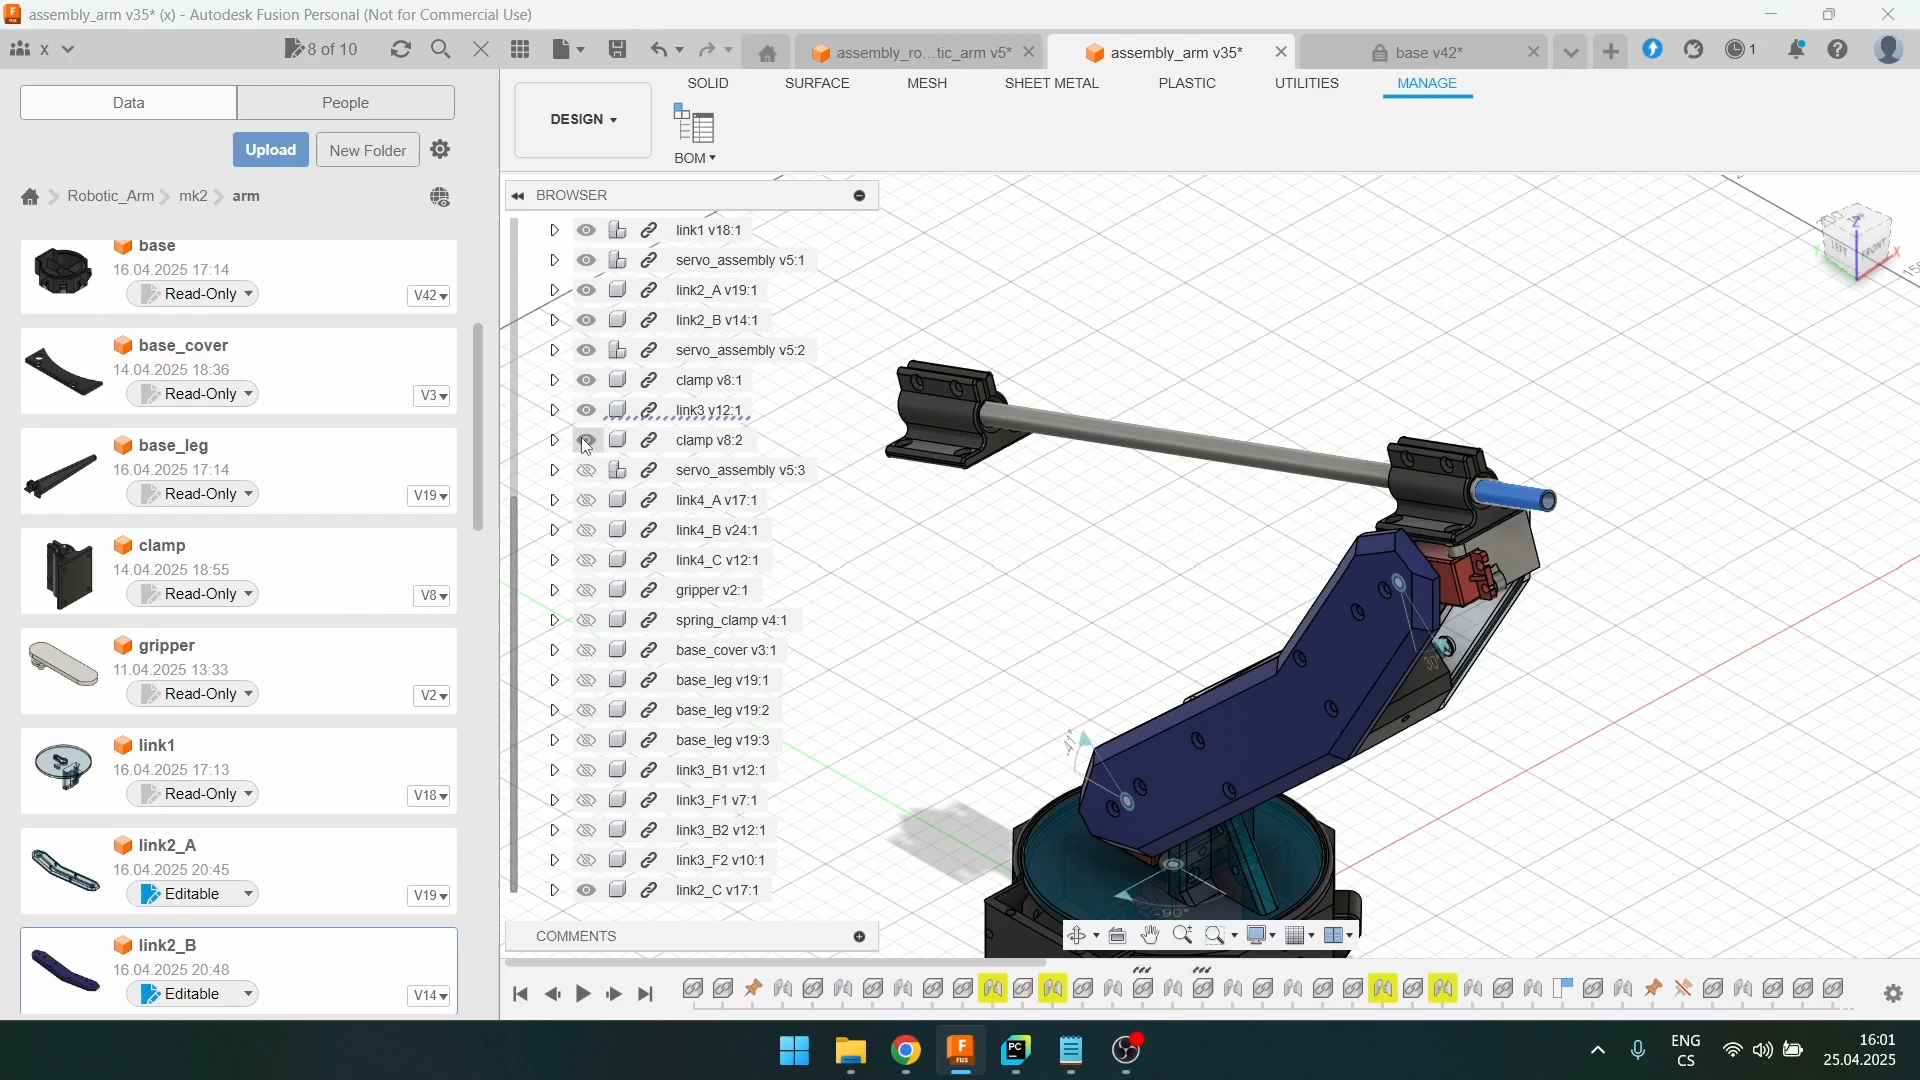 assembly_arm v35* (x) - Autodesk Fusion Personal (Not for Commercial Use)
x 8 of 10
assembly_ro...tic_arm v5*
assembly_arm v35*
base v42*
1
Data People
Upload New Folder
Robotic_Arm mk2 arm
base
16.04.2025 17:14
Read-Only V42
base_cover
14.04.2025 18:36
Read-Only V3
base_leg
16.04.2025 17:14
Read-Only V19
clamp
14.04.2025 18:55
Read-Only V8
gripper
11.04.2025 13:33
Read-Only V2
link1
16.04.2025 17:13
Read-Only V18
link2_A
16.04.2025 20:45
Editable V19
link2_B
16.04.2025 20:48
Editable V14
SOLID SURFACE MESH SHEET METAL PLASTIC UTILITIES MANAGE
DESIGN
BOM
BROWSER
link1 v18:1
servo_assembly v5:1
link2_A v19:1
link2_B v14:1
servo_assembly v5:2
clamp v8:1
link3 v12:1
clamp v8:2
servo_assembly v5:3
link4_A v17:1
link4_B v24:1
link4_C v12:1
gripper v2:1
spring_clamp v4:1
base_cover v3:1
base_leg v19:1
base_leg v19:2
base_leg v19:3
link3_B1 v12:1
link3_F1 v7:1
link3_B2 v12:1
link3_F2 v10:1
link2_C v17:1
COMMENTS
Z
LEFT FRONT
X
-41°
-90°
ENG
CS
16:01
25.04.2025